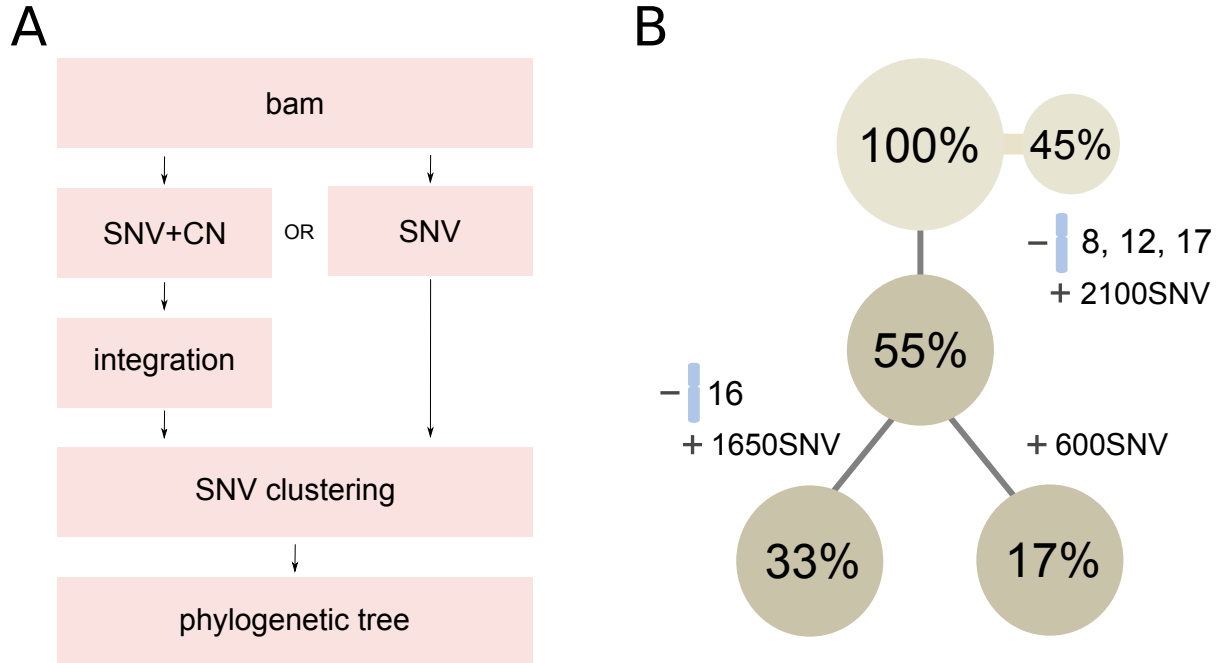 A
bam
SNV+CN
OR
SNV
integration
SNV clustering
phylogenetic tree
B
100%
45%
− 8, 12, 17
+ 2100SNV
55%
− 16
+ 1650SNV
+ 600SNV
33%
17%